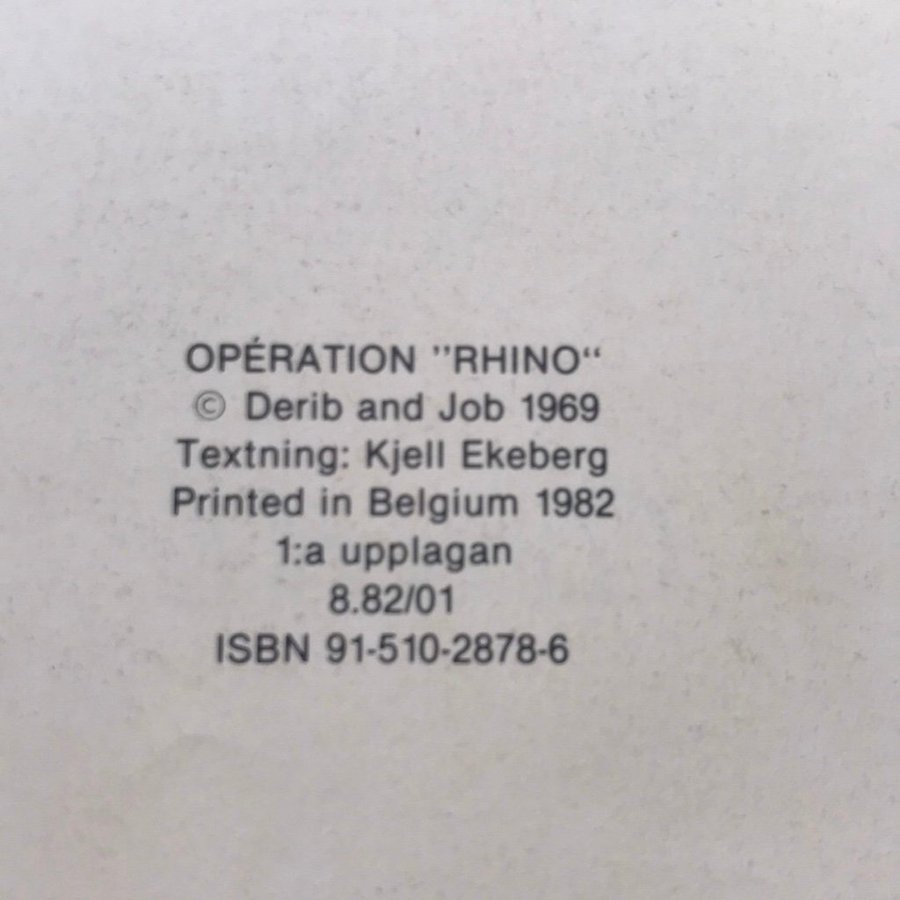 OPÉRATION ”RHINO“
© Derib and Job 1969
Textning: Kjell Ekeberg
Printed in Belgium 1982
1:a upplagan
8.82/01
ISBN 91-510-2878-6